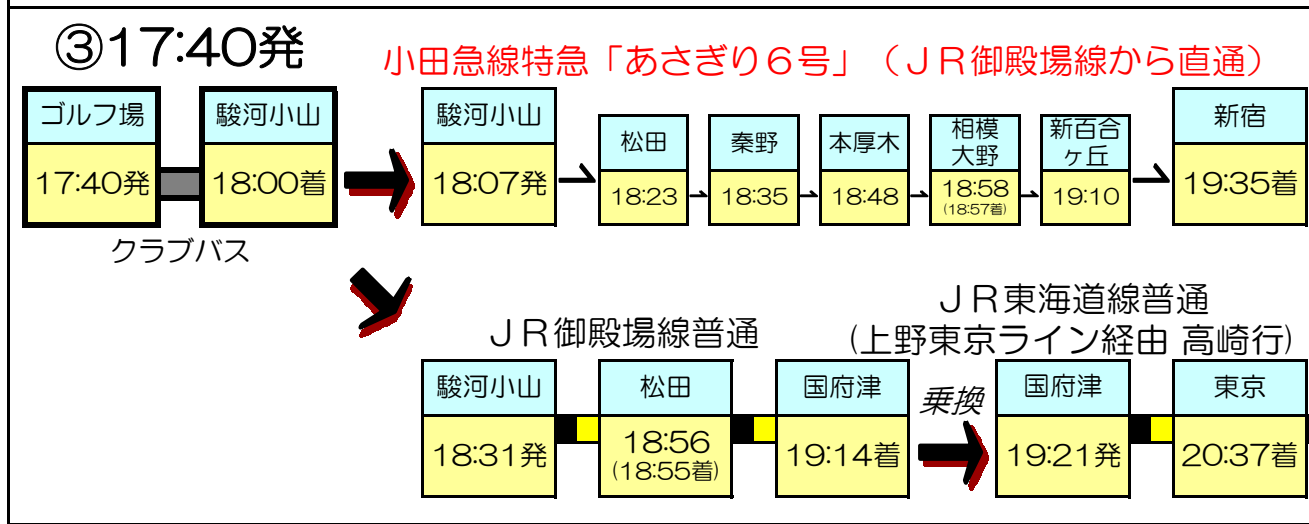 ③17:40発
小田急線特急「あさぎり6号」（JR御殿場線から直通）
ゴルフ場
17:40発
駿河小山
18:00着
クラブバス
駿河小山
18:07発
松田
18:23
秦野
18:35
本厚木
18:48
相模
大野
18:58
(18:57着)
新百合
ヶ丘
19:10
新宿
19:35着
JR御殿場線普通
駿河小山
18:31発
松田
18:56
(18:55着)
国府津
19:14着
乗換
JR東海道線普通
(上野東京ライン経由 高崎行)
国府津
19:21発
東京
20:37着